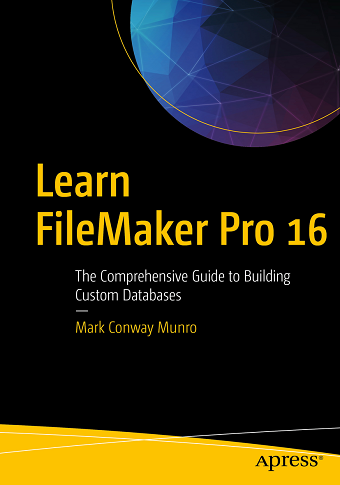 Learn
FileMaker Pro 16
The Comprehensive Guide to Building
Custom Databases
—
Mark Conway Munro
Apress®